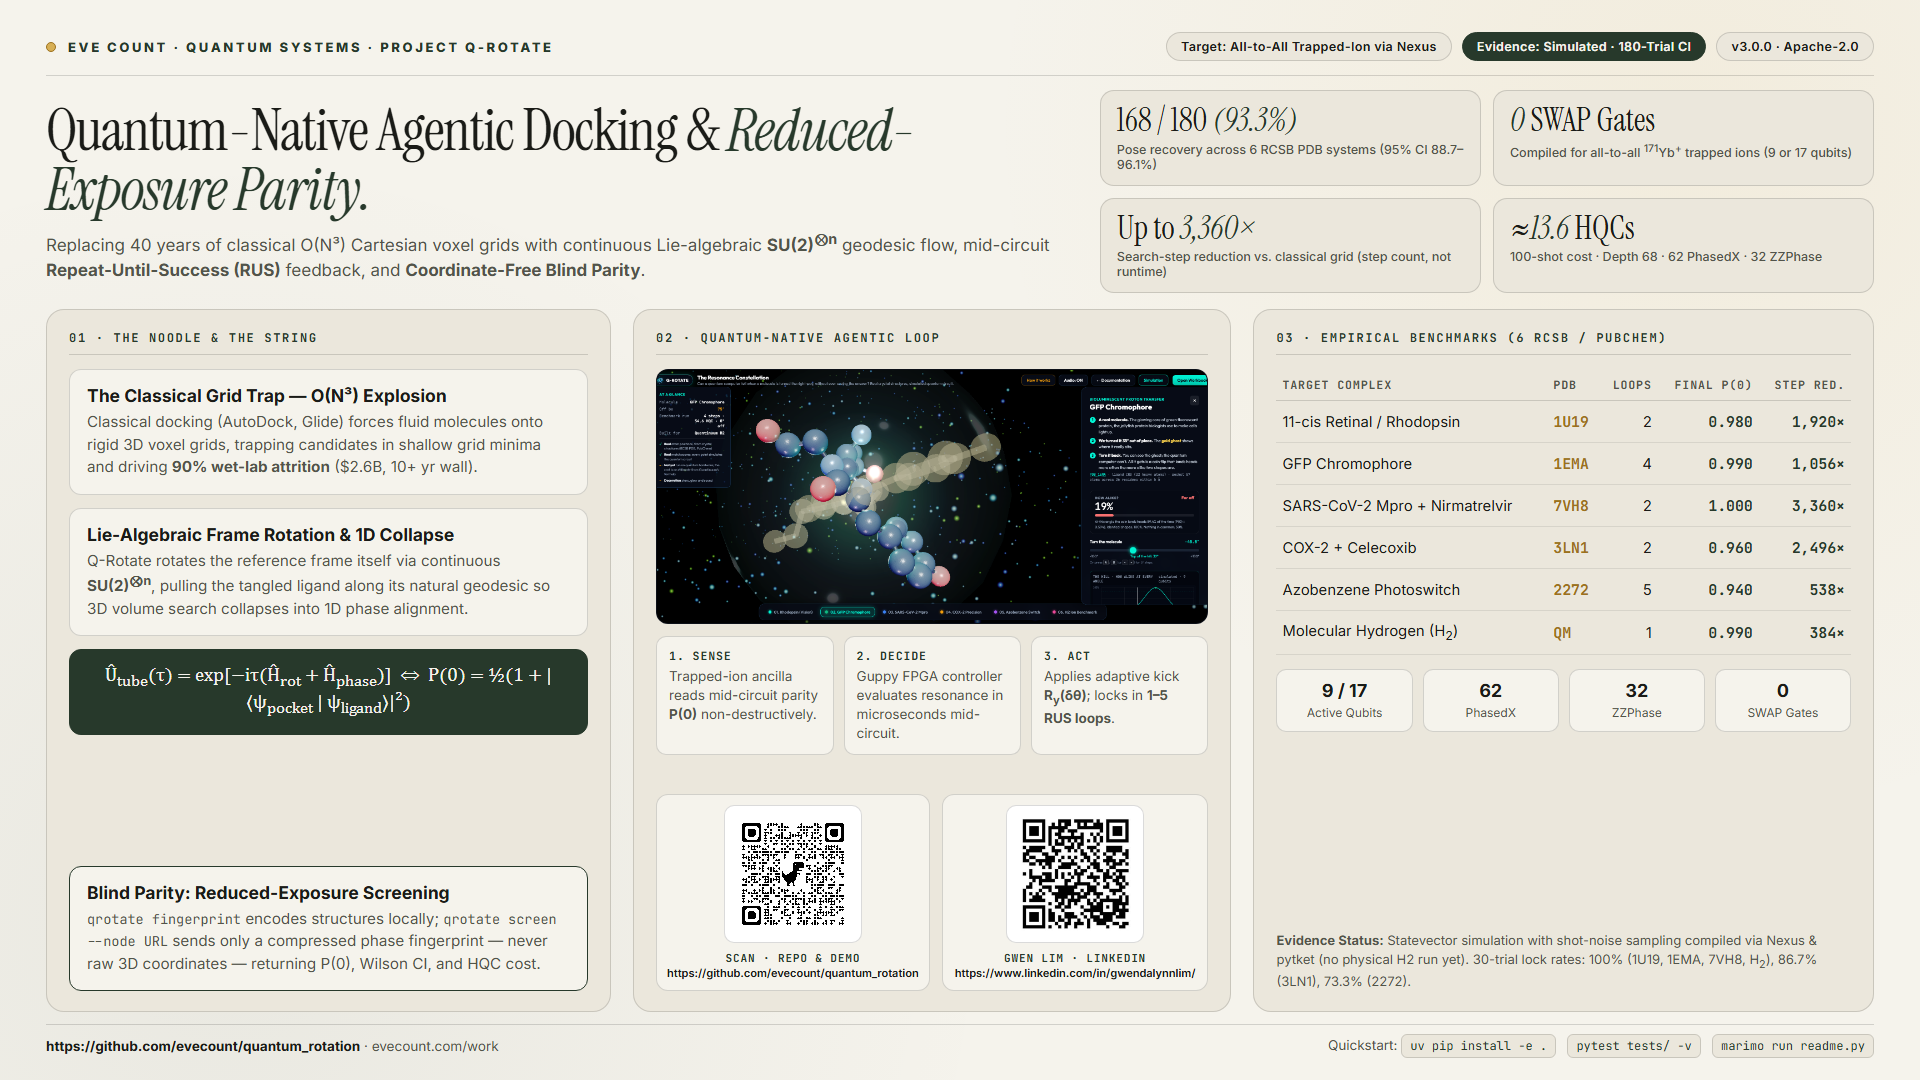 EVE COUNT · QUANTUM SYSTEMS · PROJECT Q-ROTATE
Target: All-to-All Trapped-Ion via Nexus
Evidence: Simulated · 180-Trial CI
v3.0.0 · Apache-2.0
Quantum-Native Agentic Docking & Reduced-
Exposure Parity.
Replacing 40 years of classical O(N³) Cartesian voxel grids with continuous Lie-algebraic SU(2)⊗n geodesic flow, mid-circuit
Repeat-Until-Success (RUS) feedback, and Coordinate-Free Blind Parity.
168 / 180 (93.3%)
Pose recovery across 6 RCSB PDB systems (95% CI 88.7–
96.1%)
0 SWAP Gates
Compiled for all-to-all ¹⁷¹Yb⁺ trapped ions (9 or 17 qubits)
Up to 3,360×
Search-step reduction vs. classical grid (step count, not
runtime)
≈13.6 HQCs
100-shot cost · Depth 68 · 62 PhasedX · 32 ZZPhase
01 · THE NOODLE & THE STRING
The Classical Grid Trap — O(N³) Explosion
Classical docking (AutoDock, Glide) forces fluid molecules onto
rigid 3D voxel grids, trapping candidates in shallow grid minima
and driving 90% wet-lab attrition ($2.6B, 10+ yr wall).
Lie-Algebraic Frame Rotation & 1D Collapse
Q-Rotate rotates the reference frame itself via continuous
SU(2)⊗n, pulling the tangled ligand along its natural geodesic so
3D volume search collapses into 1D phase alignment.
Ûtube(τ) = exp[−iτ(Ĥrot + Ĥphase)] ⇔ P(0) = ½(1 + |
⟨ψpocket | ψligand⟩|²)
Blind Parity: Reduced-Exposure Screening
qrotate fingerprint encodes structures locally; qrotate screen
--node URL sends only a compressed phase fingerprint — never
raw 3D coordinates — returning P(0), Wilson CI, and HQC cost.
02 · QUANTUM-NATIVE AGENTIC LOOP
Q-ROTATE
The Resonance Constellation
How it works
Audio: Off
Documentation
Simulation
GFP Chromophore
19%
Turn the molecule
1. SENSE
Trapped-ion ancilla
reads mid-circuit parity
P(0) non-destructively.
2. DECIDE
Guppy FPGA controller
evaluates resonance in
microseconds mid-
circuit.
3. ACT
Applies adaptive kick
Ry(δθ); locks in 1–5
RUS loops.
SCAN · REPO & DEMO
https://github.com/evecount/quantum_rotation
GWEN LIM · LINKEDIN
https://www.linkedin.com/in/gwendalynnlim/
03 · EMPIRICAL BENCHMARKS (6 RCSB / PUBCHEM)
TARGET COMPLEX PDB LOOPS FINAL P(0) STEP RED.
11-cis Retinal / Rhodopsin 1U19 2 0.980 1,920×
GFP Chromophore 1EMA 4 0.990 1,056×
SARS-CoV-2 Mpro + Nirmatrelvir 7VH8 2 1.000 3,360×
COX-2 + Celecoxib 3LN1 2 0.960 2,496×
Azobenzene Photoswitch 2272 5 0.940 538×
Molecular Hydrogen (H₂) QM 1 0.990 384×
9 / 17
Active Qubits
62
PhasedX
32
ZZPhase
0
SWAP Gates
Evidence Status: Statevector simulation with shot-noise sampling compiled via Nexus &
pytket (no physical H2 run yet). 30-trial lock rates: 100% (1U19, 1EMA, 7VH8, H₂), 86.7%
(3LN1), 73.3% (2272).
https://github.com/evecount/quantum_rotation · evecount.com/work
Quickstart: uv pip install -e . pytest tests/ -v marimo run readme.py